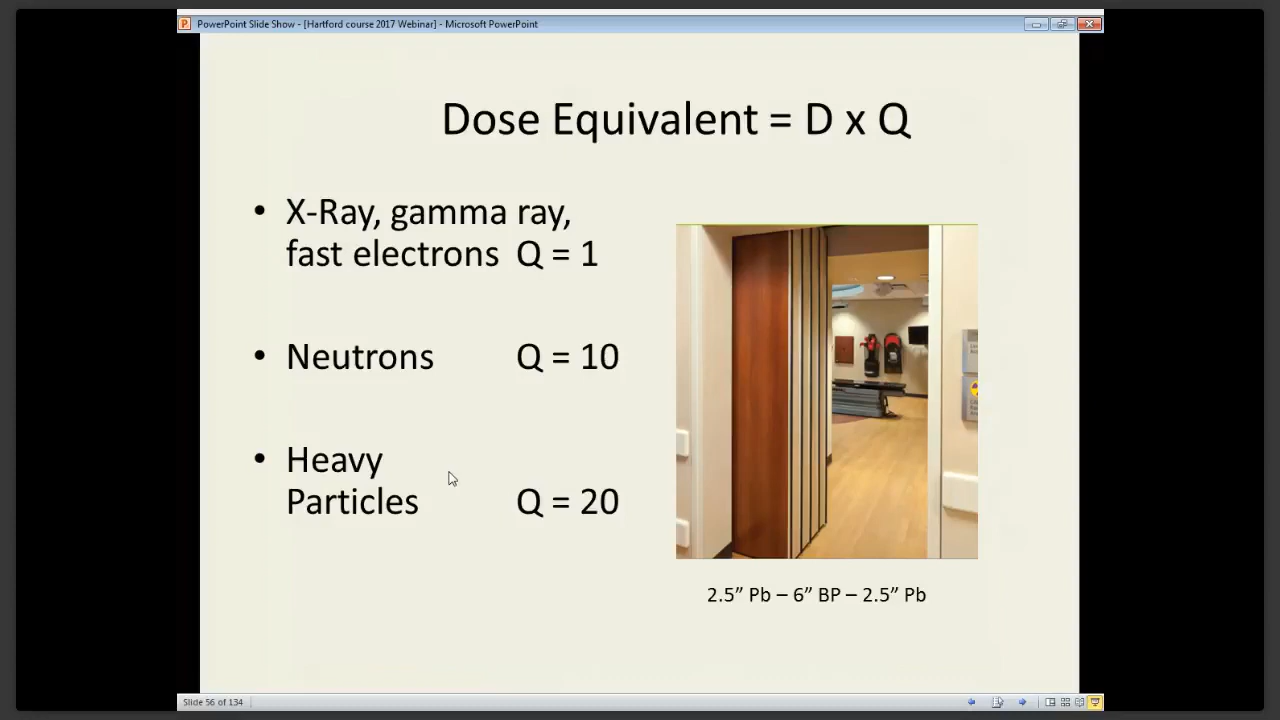 PowerPoint Slide Show - [Hartford course 2017 Webinar] - Microsoft PowerPoint
Dose Equivalent = D x Q
• X-Ray, gamma ray,
fast electrons Q = 1
• Neutrons Q = 10
• Heavy
Particles Q = 20
2.5” Pb – 6” BP – 2.5” Pb
Slide 56 of 134